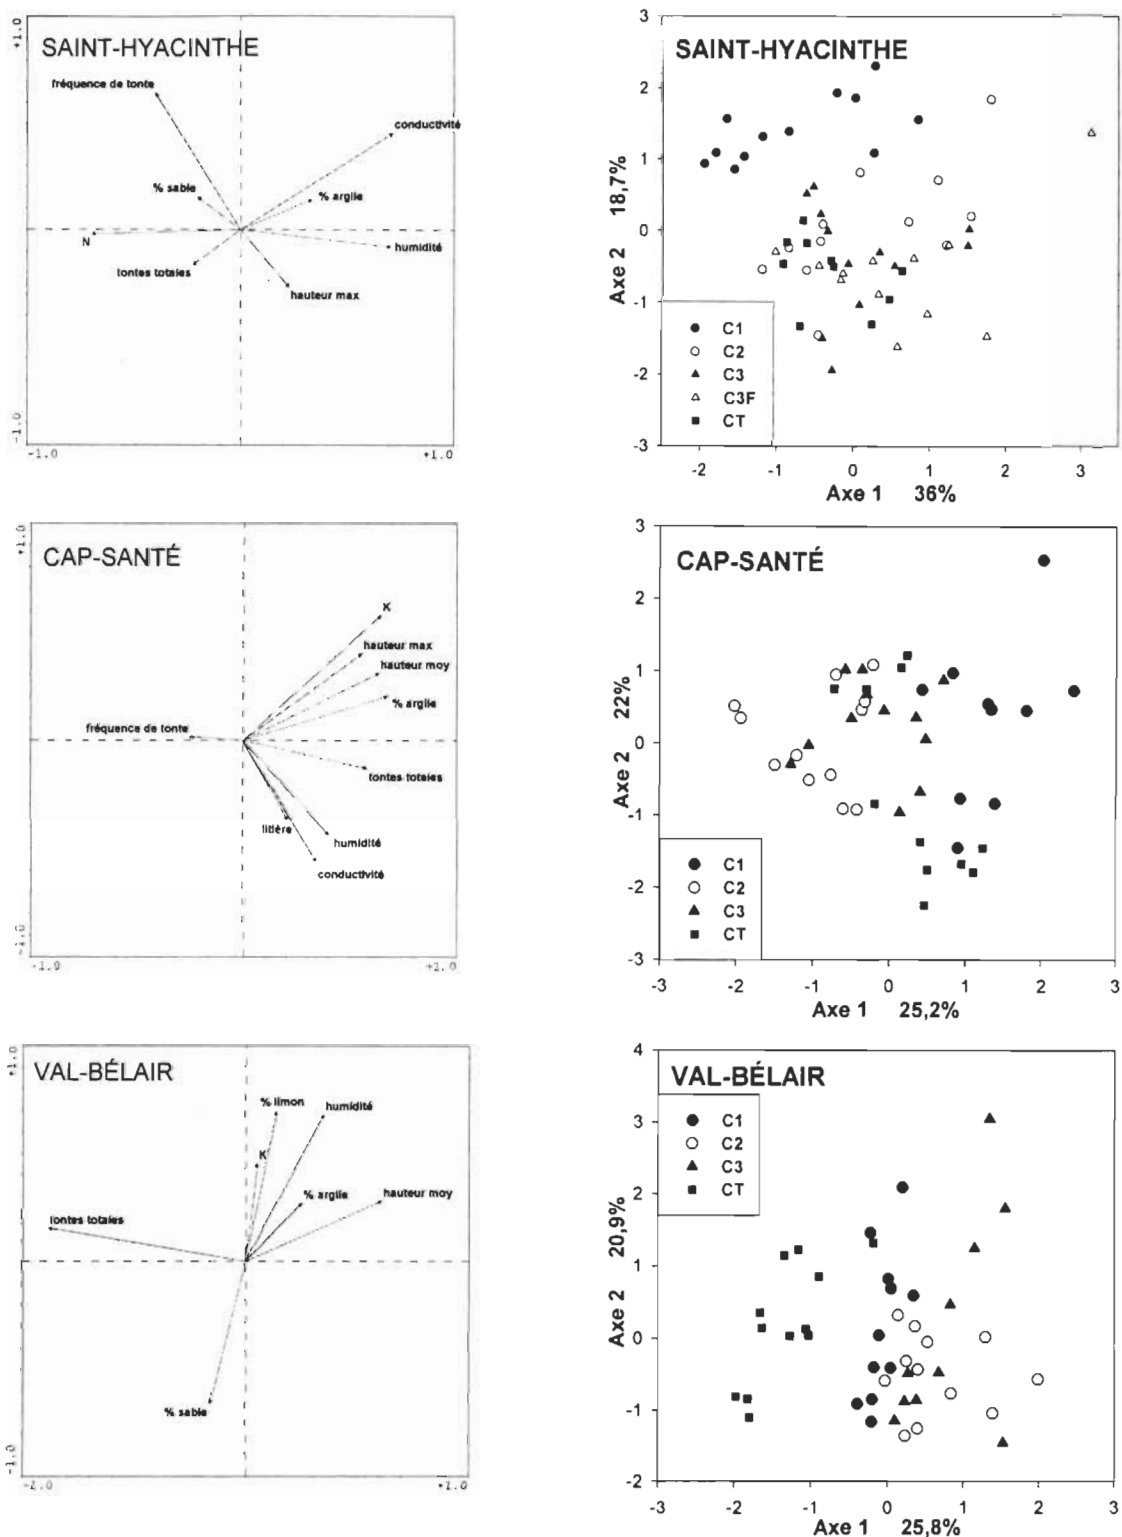 +1.0
SAINT-HYACINTHE
fréquence de tonte
conductivité
% sable
% argile
N
humidité
tontes totales
hauteur max
-1.0
-1.0
+1.0
3
SAINT-HYACINTHE
2
1
Axe 2 18,7%
0
-1
C1
C2
-2
C3
C3F
CT
-3
-2
-1
0
1
2
3
Axe 1 36%
+1.0
CAP-SANTÉ
K
hauteur max
hauteur moy
% argile
fréquence de tonte
tontes totales
litière
humidité
conductivité
-1.0
-1.0
+1.0
3
CAP-SANTÉ
2
1
Axe 2 22%
0
-1
C1
C2
-2
C3
CT
-3
-3
-2
-1
0
1
2
3
Axe 1 25,2%
+1.0
VAL-BÉLAIR
% limon
humidité
K
% argile
hauteur moy
tontes totales
% sable
-1.0
+1.0
4
VAL-BÉLAIR
C1
3
C2
C3
CT
2
Axe 2 20,9%
1
0
-1
-2
-3
-2
-1
0
1
2
3
Axe 1 25,8%